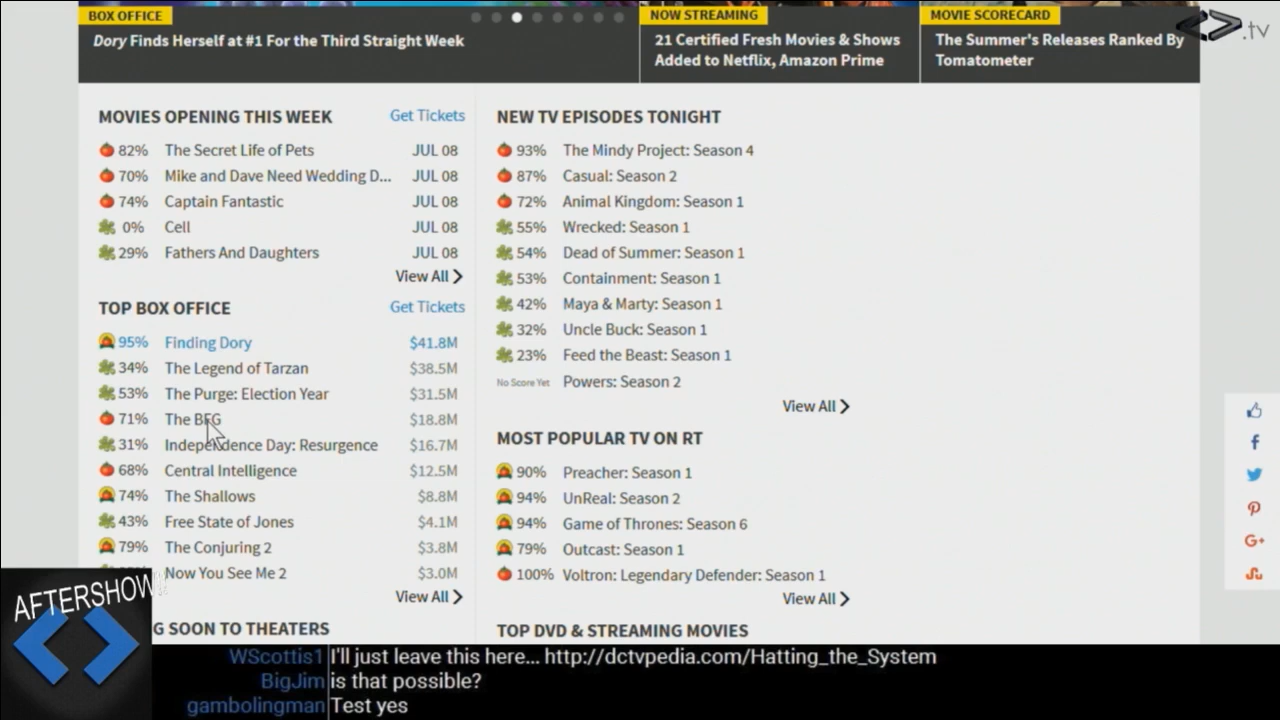 BOX OFFICE
Dory Finds Herself at #1 For the Third Straight Week
NOW STREAMING
21 Certified Fresh Movies & Shows
Added to Netflix, Amazon Prime
MOVIE SCORECARD
The Summer's Releases Ranked By
Tomatometer
.tv
MOVIES OPENING THIS WEEK Get Tickets
82% The Secret Life of Pets JUL 08
70% Mike and Dave Need Wedding D... JUL 08
74% Captain Fantastic JUL 08
0% Cell JUL 08
29% Fathers And Daughters JUL 08
View All
TOP BOX OFFICE Get Tickets
95% Finding Dory $41.8M
34% The Legend of Tarzan $38.5M
53% The Purge: Election Year $31.5M
71% The BFG $18.8M
31% Independence Day: Resurgence $16.7M
68% Central Intelligence $12.5M
74% The Shallows $8.8M
43% Free State of Jones $4.1M
79% The Conjuring 2 $3.8M
Now You See Me 2 $3.0M
View All
G SOON TO THEATERS
NEW TV EPISODES TONIGHT
93% The Mindy Project: Season 4
87% Casual: Season 2
72% Animal Kingdom: Season 1
55% Wrecked: Season 1
54% Dead of Summer: Season 1
53% Containment: Season 1
42% Maya & Marty: Season 1
32% Uncle Buck: Season 1
23% Feed the Beast: Season 1
No Score Yet Powers: Season 2
View All
MOST POPULAR TV ON RT
90% Preacher: Season 1
94% UnReal: Season 2
94% Game of Thrones: Season 6
79% Outcast: Season 1
100% Voltron: Legendary Defender: Season 1
View All
TOP DVD & STREAMING MOVIES
AFTERSHOW
WScottis1 I'll just leave this here... http://dctvpedia.com/Hatting_the_System
BigJim is that possible?
gambolingman Test yes